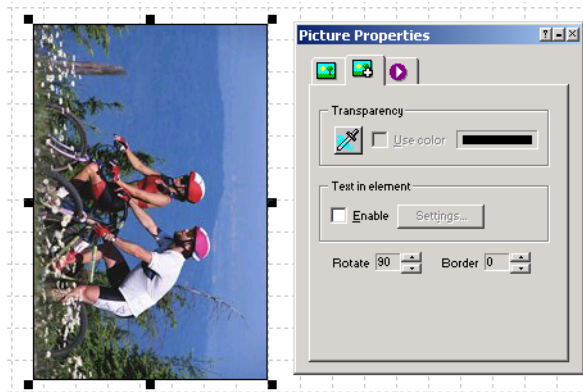 Picture Properties
Transparency
Use color
Text in element
Enable
Settings...
Rotate 90 Border 0